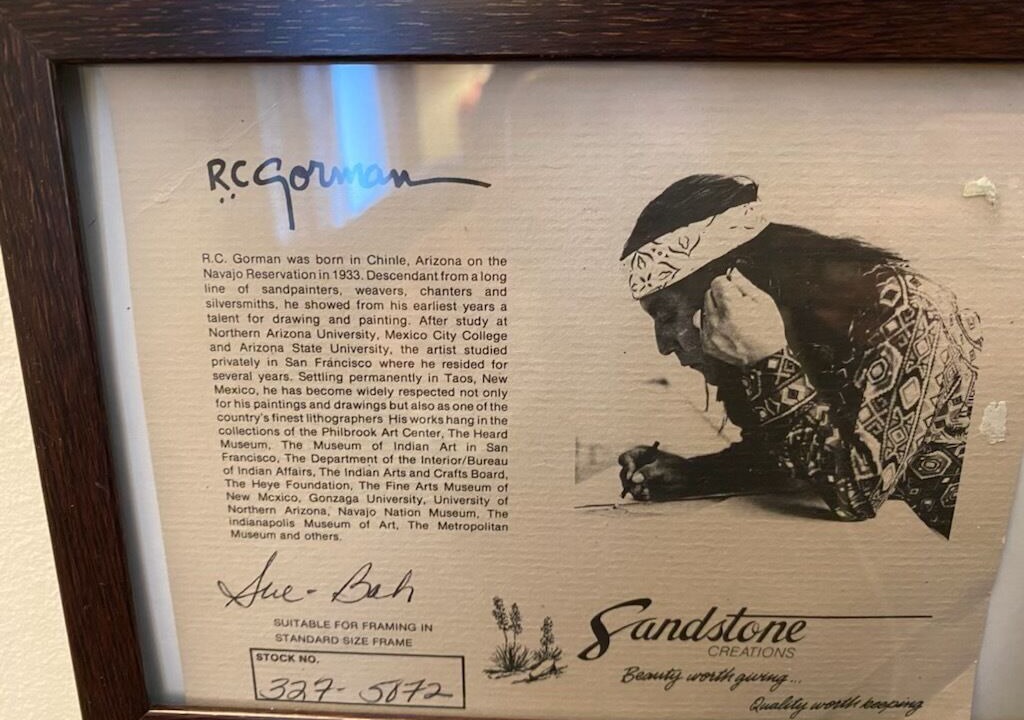 R.C. Gorman
R.C. Gorman was born in Chinle, Arizona on the
Navajo Reservation in 1933. Descendant from a long
line of sandpainters, weavers, chanters and
silversmiths, he showed from his earliest years a
talent for drawing and painting. After study at
Northern Arizona University, Mexico City College
and Arizona State University, the artist studied
privately in San Francisco where he resided for
several years. Settling permanently in Taos, New
Mexico, he has become widely respected not only
for his paintings and drawings but also as one of the
country's finest lithographers. His works hang in the
collections of the Philbrook Art Center, The Heard
Museum, The Museum of Indian Art in San
Francisco, The Department of the Interior/Bureau
of Indian Affairs, The Indian Arts and Crafts Board,
The Heye Foundation, The Fine Arts Museum of
New Mexico, Gonzaga University, University of
Northern Arizona, Navajo Nation Museum, The
Indianapolis Museum of Art, The Metropolitan
Museum and others.
Sue-Bah
SUITABLE FOR FRAMING IN
STANDARD SIZE FRAME
STOCK NO.
327-5072
Sandstone
CREATIONS
Beauty worth giving...
Quality worth keeping